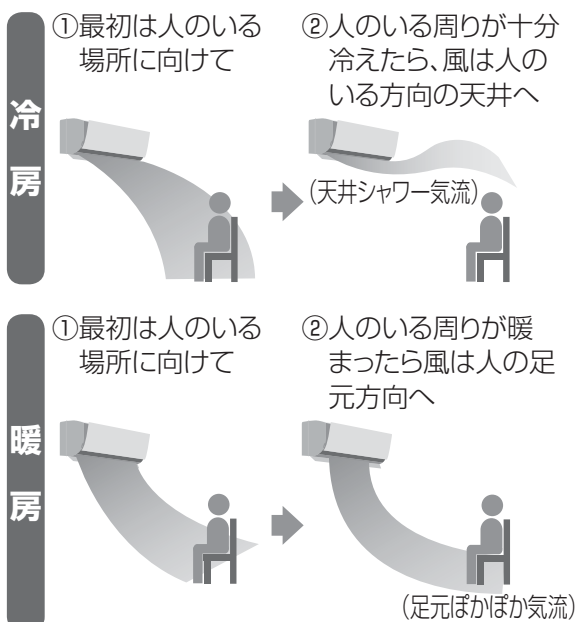 冷房
①最初は人のいる
場所に向けて
②人のいる周りが十分
冷えたら、風は人の
いる方向の天井へ
(天井シャワー気流)
暖房
①最初は人のいる
場所に向けて
②人のいる周りが暖
まったら風は人の足
元方向へ
(足元ぽかぽか気流)